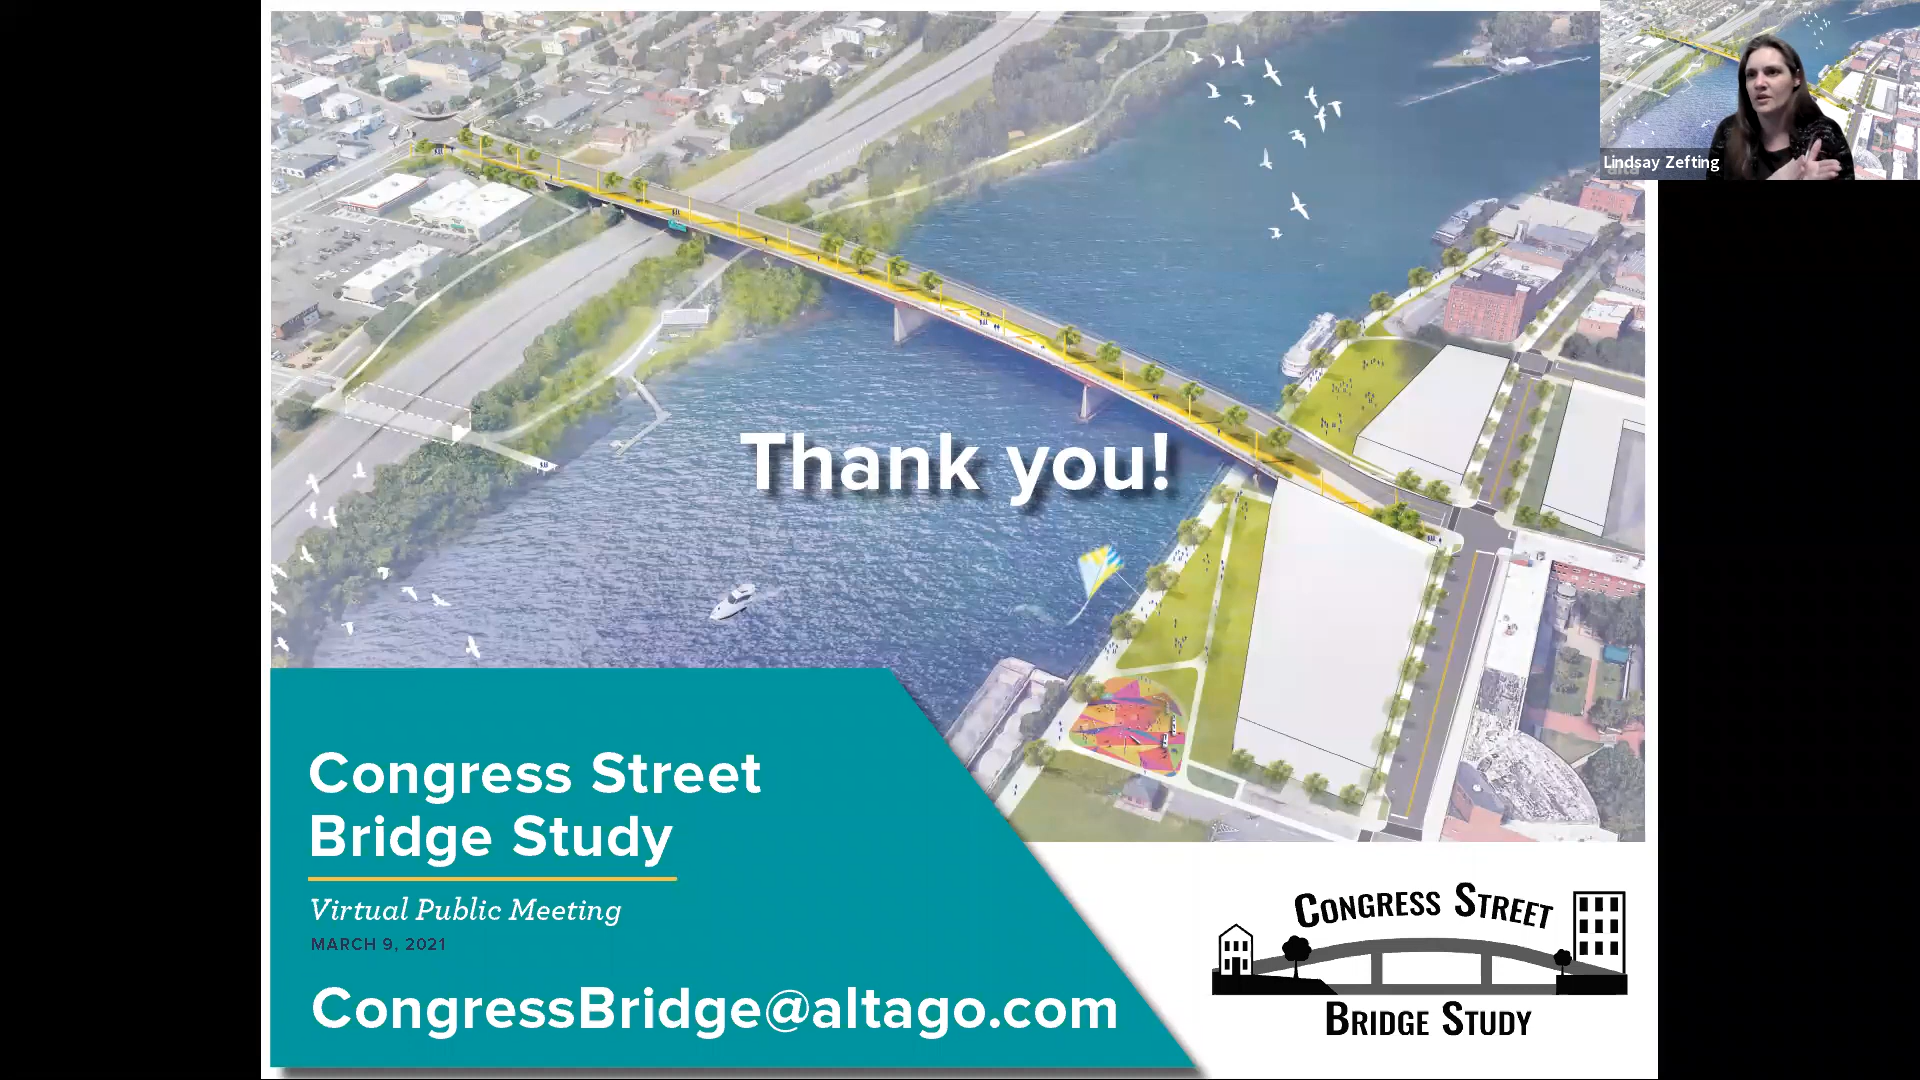 Lindsay Zefting
alta
Thank you!
Congress Street
Bridge Study
Virtual Public Meeting
MARCH 9, 2021
CongressBridge@altago.com
CONGRESS STREET
BRIDGE STUDY